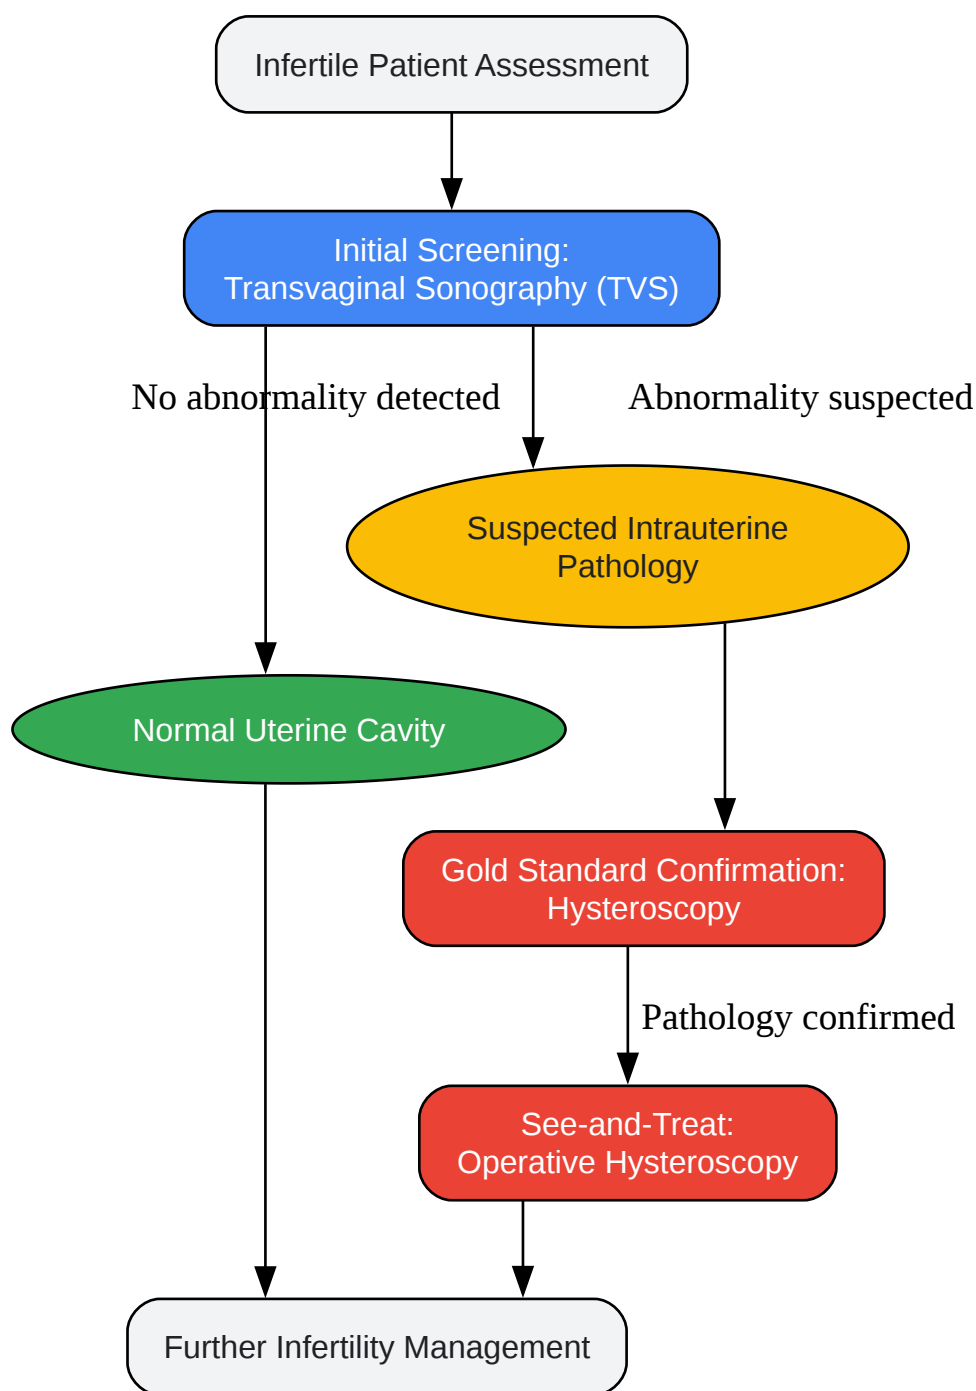 Infertile Patient Assessment
Initial Screening:
Transvaginal Sonography (TVS)
No abnormality detected
Abnormality suspected
Suspected Intrauterine
Pathology
Normal Uterine Cavity
Gold Standard Confirmation:
Hysteroscopy
Pathology confirmed
See-and-Treat:
Operative Hysteroscopy
Further Infertility Management